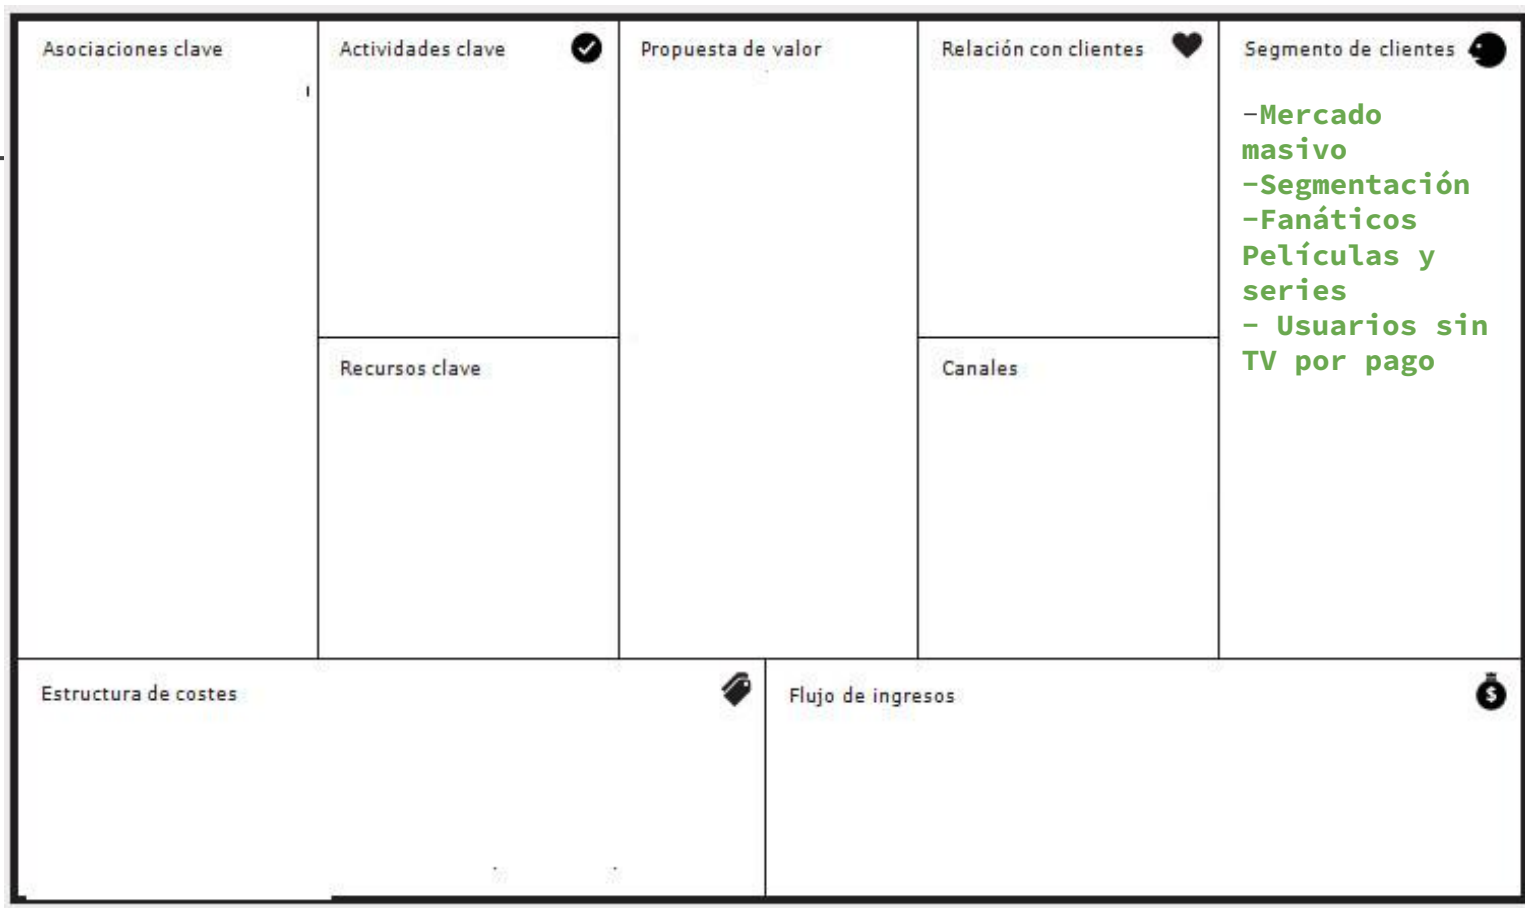 Asociaciones clave
Actividades clave
Propuesta de valor
Relación con clientes
Segmento de clientes
-Mercado
masivo
-Segmentación
-Fanáticos
Películas y
series
- Usuarios sin
TV por pago
Recursos clave
Canales
Estructura de costes
Flujo de ingresos
$